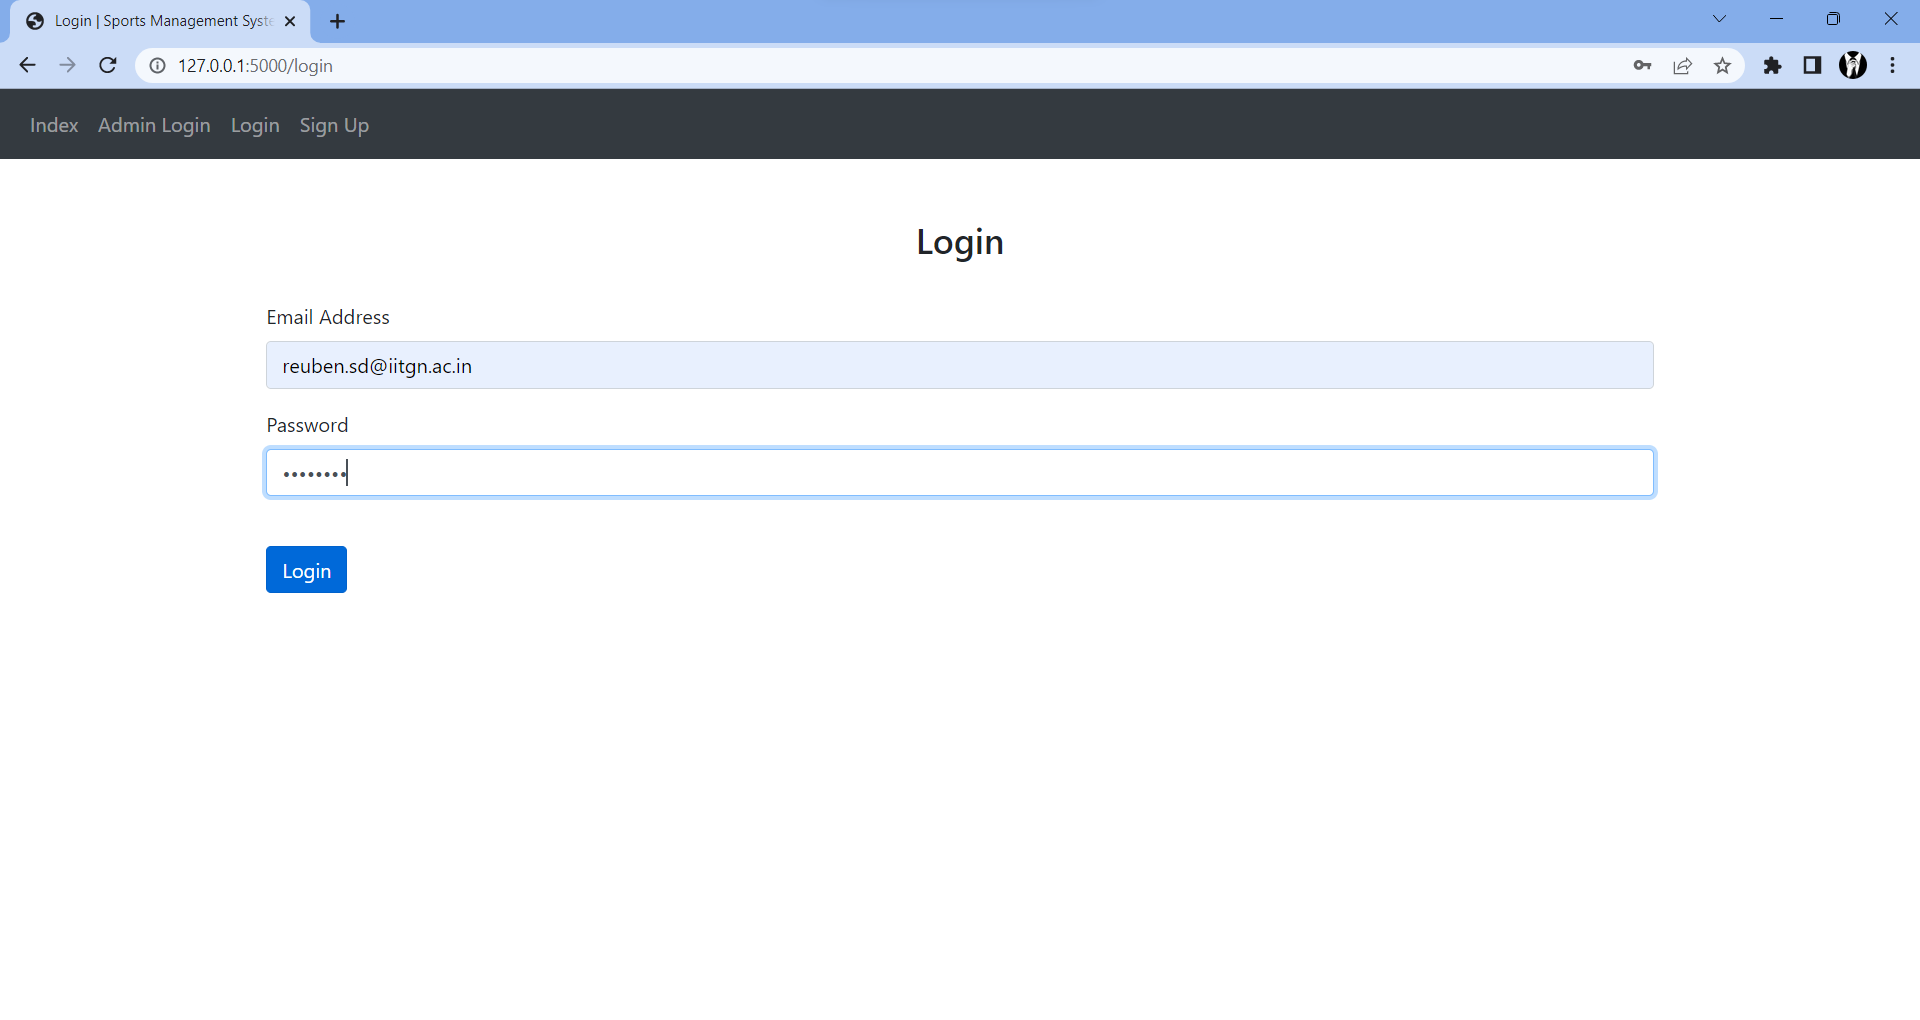 Login | Sports Management Syste
127.0.0.1:5000/login
Index Admin Login Login Sign Up
Login
Email Address
reuben.sd@iitgn.ac.in
Password
••••••••
Login